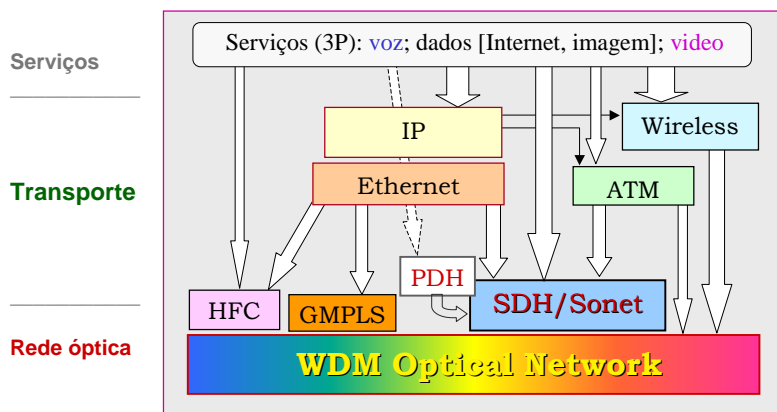 Serviços (3P): voz; dados [Internet, imagem]; video
Serviços
IP
Wireless
Ethernet
Transporte
ATM
PDH
SDH/Sonet
HFC
GMPLS
Rede óptica
WDM Optical Network